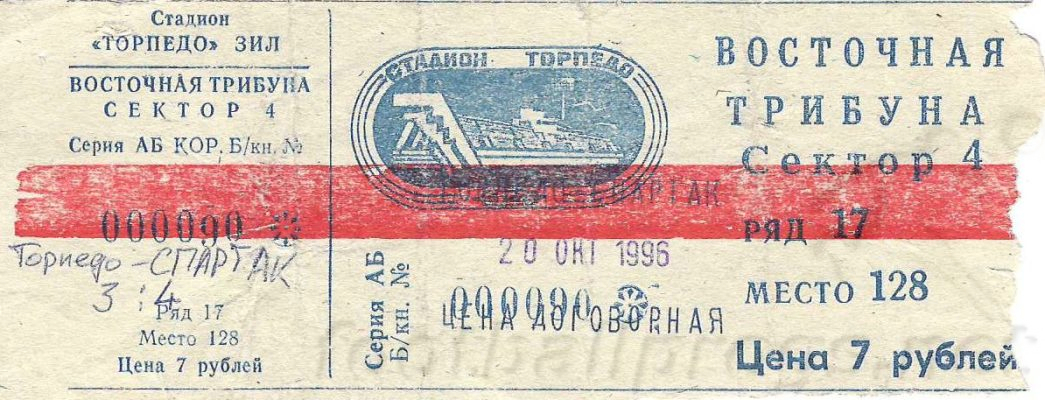 Стадион
«ТОРПЕДО» ЗИЛ
ВОСТОЧНАЯ ТРИБУНА
СЕКТОР 4
Серия АБ КОР. Б/кн. №
000090
Торпедо – СПАРТАК
3 : 4
Ряд 17
Место 128
Цена 7 рублей
СТАДИОН ТОРПЕДО
ТОРПЕДО-СПАРТАК
20 ОКТ 1996
Серия АБ
Б/кн. №
000090
ЦЕНА ДОГОВОРНАЯ
ВОСТОЧНАЯ
ТРИБУНА
Сектор 4
РЯД 17
МЕСТО 128
Цена 7 рублей